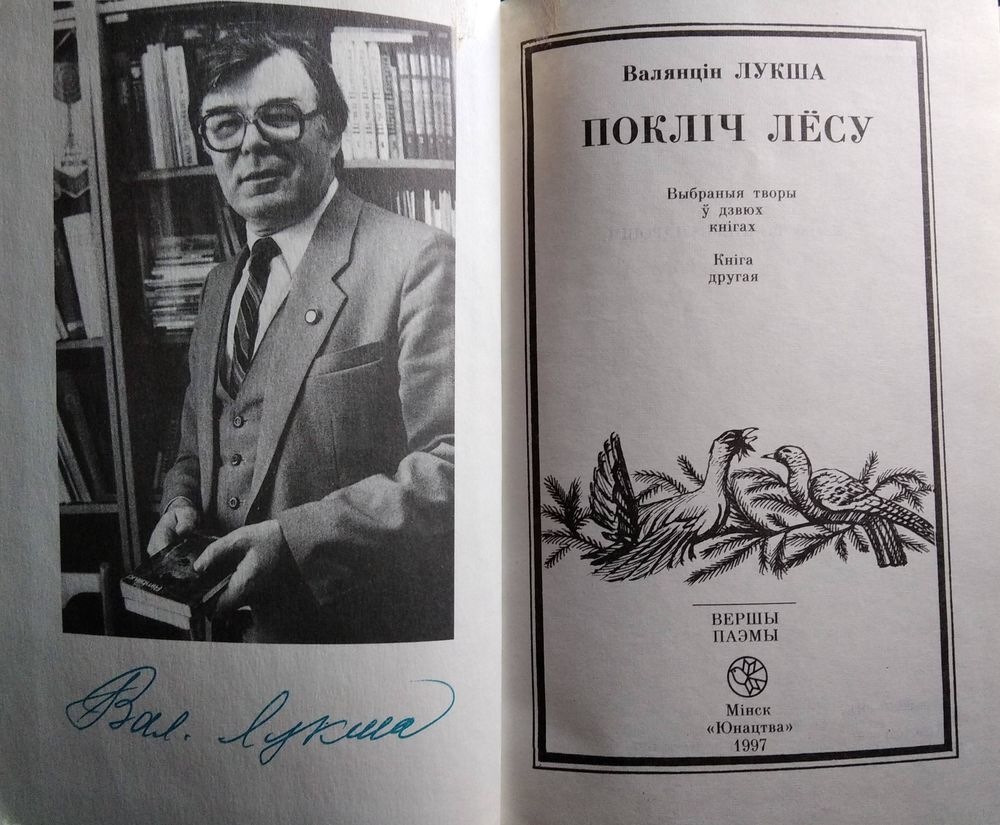 Вал. Лукша
Валянцін ЛУКША
ПОКЛІЧ ЛЁСУ
Выбраныя творы
ў дзвюх
кнігах
Кніга
другая
ВЕРШЫ
ПАЭМЫ
Мінск
«Юнацтва»
1997